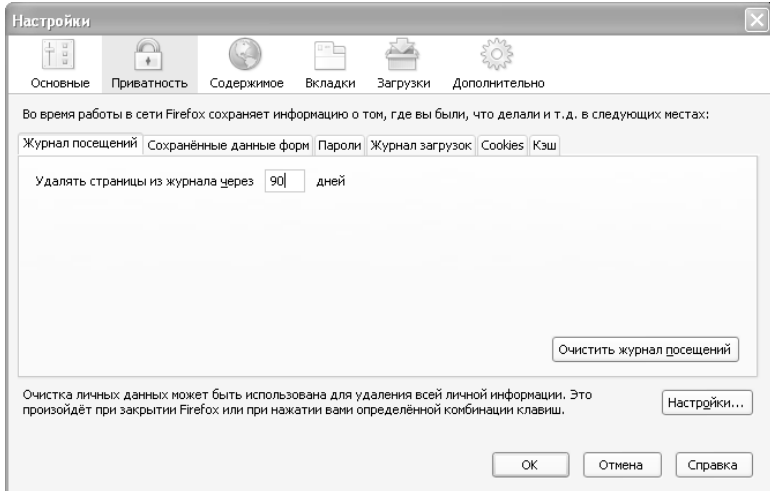 Настройки
Основные Приватность Содержимое Вкладки Загрузки Дополнительно
Во время работы в сети Firefox сохраняет информацию о том, где вы были, что делали и т.д. в следующих местах:
Журнал посещений Сохранённые данные форм Пароли Журнал загрузок Cookies Кэш
Удалять страницы из журнала через 90 дней
Очистить журнал посещений
Очистка личных данных может быть использована для удаления всей личной информации. Это
произойдёт при закрытии Firefox или при нажатии вами определённой комбинации клавиш.
Настройки...
OK Отмена Справка